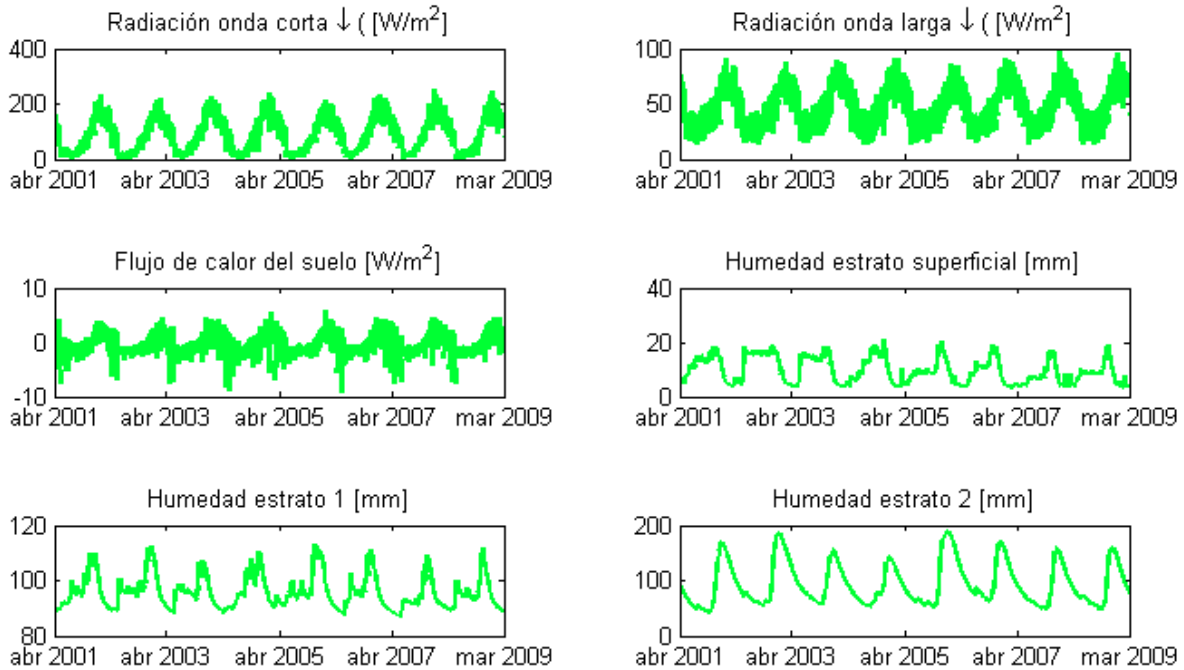 Radiación onda corta ↓ ( [W/m²]
400
200
0
abr 2001 abr 2003 abr 2005 abr 2007 mar 2009
Radiación onda larga ↓ ( [W/m²]
100
50
0
abr 2001 abr 2003 abr 2005 abr 2007 mar 2009
Flujo de calor del suelo [W/m²]
10
0
-10
abr 2001 abr 2003 abr 2005 abr 2007 mar 2009
Humedad estrato superficial [mm]
40
20
0
abr 2001 abr 2003 abr 2005 abr 2007 mar 2009
Humedad estrato 1 [mm]
120
100
80
abr 2001 abr 2003 abr 2005 abr 2007 mar 2009
Humedad estrato 2 [mm]
200
100
0
abr 2001 abr 2003 abr 2005 abr 2007 mar 2009